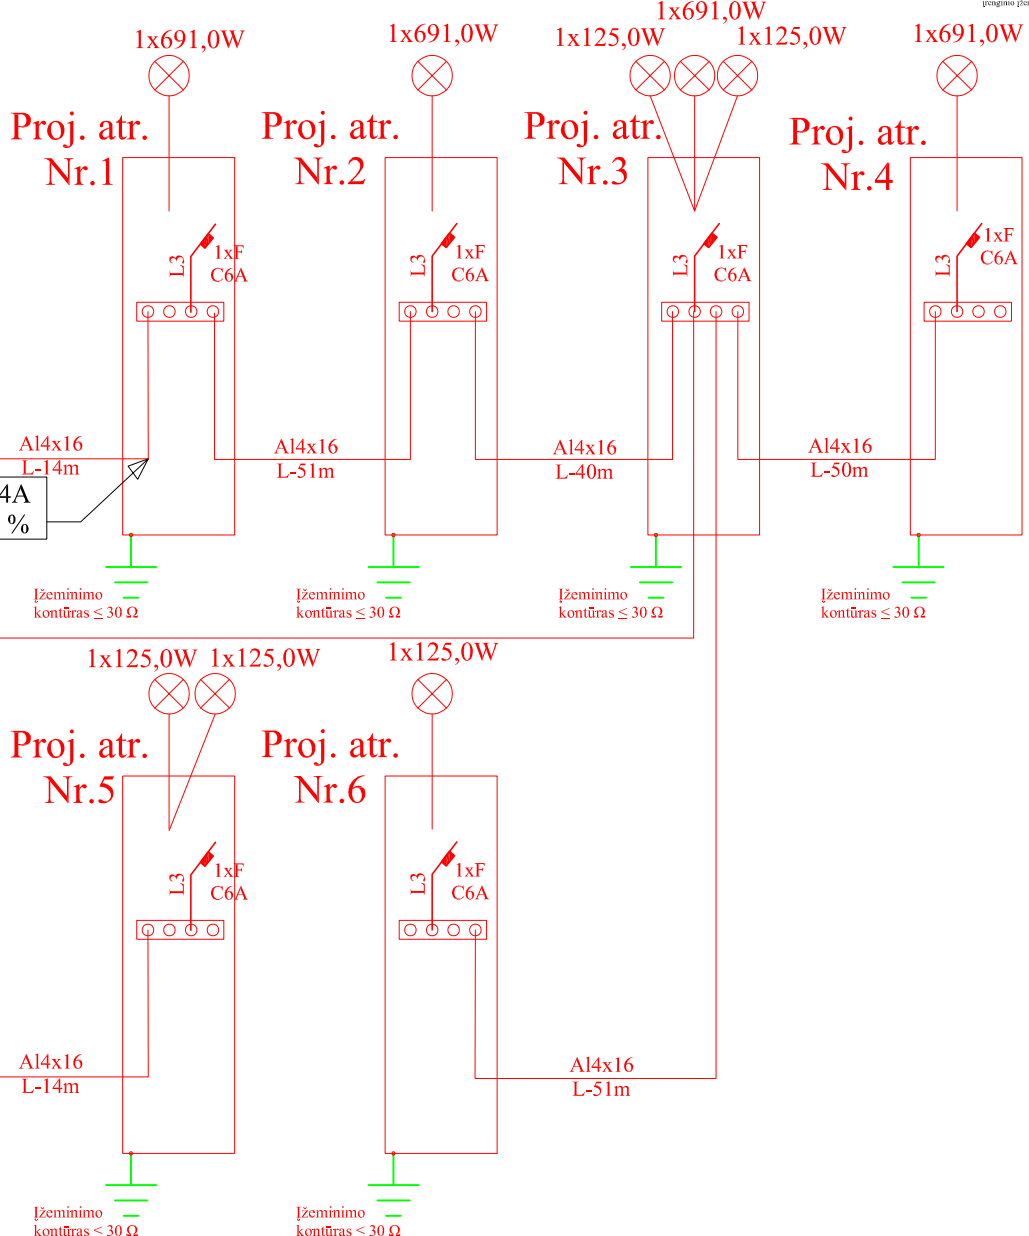 1x691,0W
Proj. atr.
Nr.1
L3
1xF
C6A
Al4x16
L-14m
4A
%
Įžeminimo
kontūras ≤ 30 Ω
1x691,0W
Proj. atr.
Nr.2
L3
1xF
C6A
Al4x16
L-51m
Įžeminimo
kontūras ≤ 30 Ω
1x691,0W
1x125,0W 1x125,0W
Proj. atr.
Nr.3
L3
1xF
C6A
Al4x16
L-40m
Įžeminimo
kontūras ≤ 30 Ω
1x691,0W
Proj. atr.
Nr.4
L3
1xF
C6A
Al4x16
L-50m
Įžeminimo
kontūras ≤ 30 Ω
1x125,0W 1x125,0W
Proj. atr.
Nr.5
L3
1xF
C6A
Al4x16
L-14m
Įžeminimo
kontūras < 30 Ω
1x125,0W
Proj. atr.
Nr.6
L3
1xF
C6A
Al4x16
L-51m
Įžeminimo
kontūras < 30 Ω